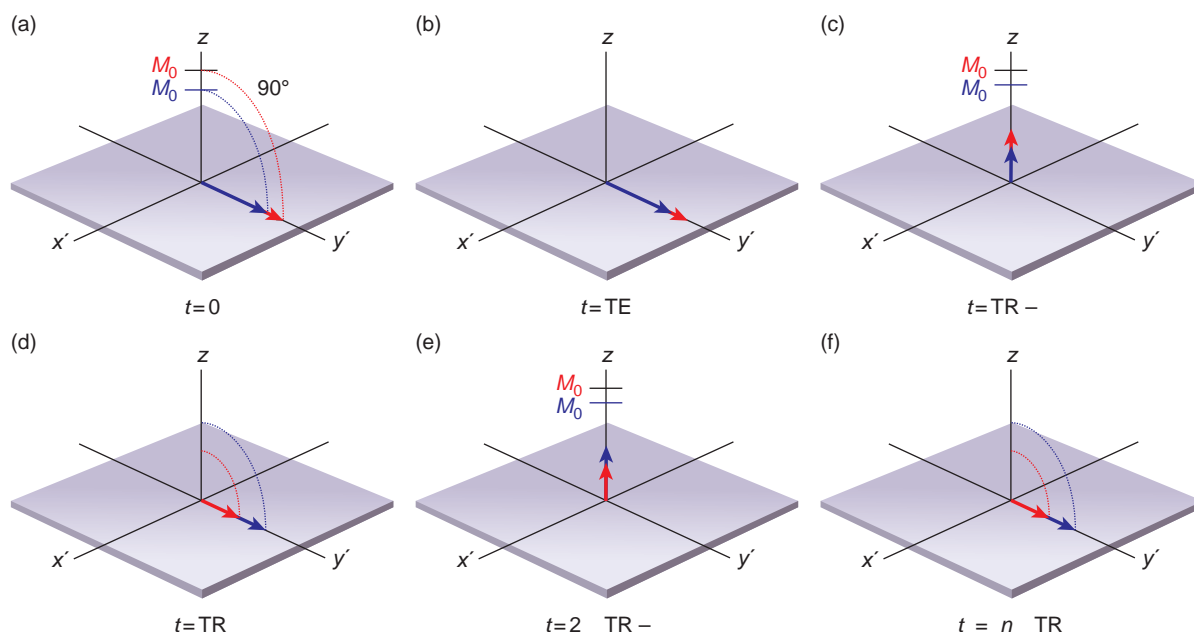 (a)
z
M₀
M₀
90°
x′
y′
t=0
(b)
z
x′
y′
t=TE
(c)
z
M₀
M₀
x′
y′
t=TR –
(d)
z
x′
y′
t=TR
(e)
z
M₀
M₀
x′
y′
t=2 TR –
(f)
z
x′
y′
t = n TR